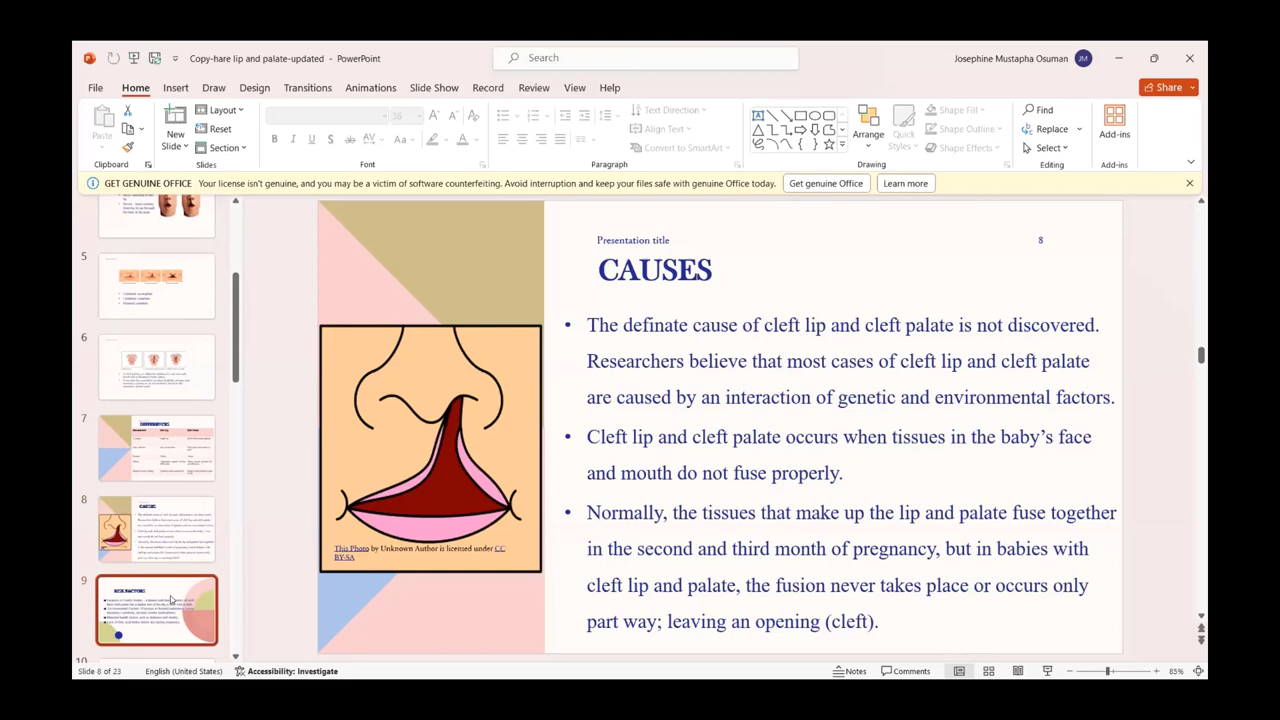 Copy-hare lip and palate-updated - PowerPoint
Search
Josephine Mustapha Osuman
JM
File Home Insert Draw Design Transitions Animations Slide Show Record Review View Help
Share
Paste
Clipboard
New Slide
Layout
Reset
Section
Slides
36
Font
Text Direction
Align Text
Convert to SmartArt
Paragraph
Arrange
Quick Styles
Shape Fill
Shape Outline
Shape Effects
Drawing
Find
Replace
Select
Editing
Add-ins
Add-ins
GET GENUINE OFFICE Your license isn't genuine, and you may be a victim of software counterfeiting. Avoid interruption and keep your files safe with genuine Office today.
Get genuine Office
Learn more
5
6
7
8
CAUSES
9
RISK FACTORS
10
Presentation title
8
CAUSES
• The definate cause of cleft lip and cleft palate is not discovered.
Researchers believe that most cases of cleft lip and cleft palate
are caused by an interaction of genetic and environmental factors.
• Cleft lip and cleft palate occurs when tissues in the baby's face
and mouth do not fuse properly.
• Normally, the tissues that make up the lip and palate fuse together
in the second and third month of pregnancy, but in babies with
cleft lip and palate, the fusion never takes place or occurs only
part way; leaving an opening (cleft).
This Photo by Unknown Author is licensed under CC
BY-SA
Slide 8 of 23
English (United States)
Accessibility: Investigate
Notes
Comments
85%